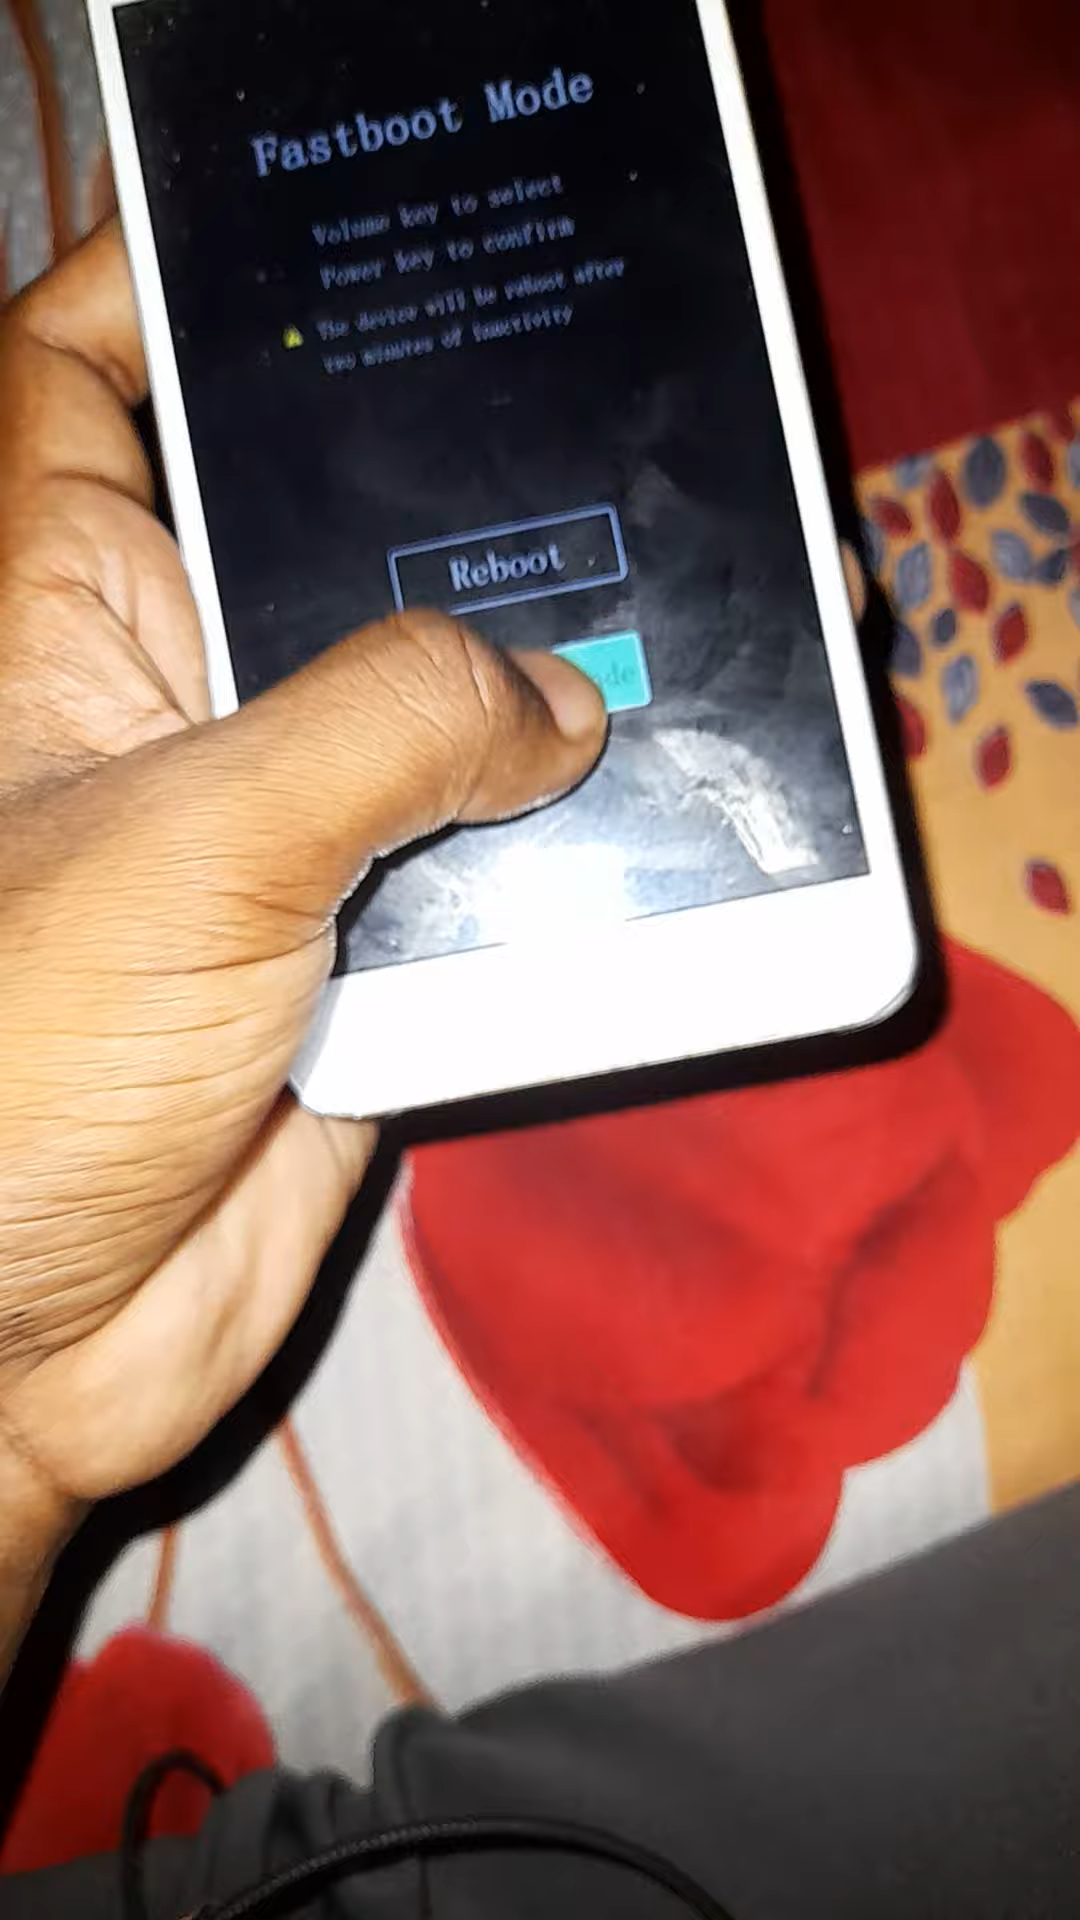 Fastboot Mode
Volume key to select
Power key to confirm
The device will be reboot after
two minutes of inactivity
Reboot